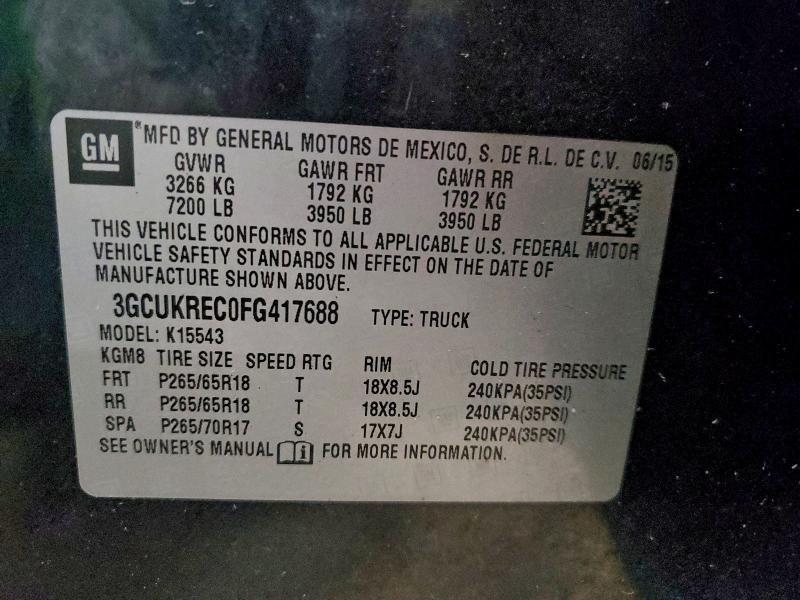 GM
*MFD BY GENERAL MOTORS DE MEXICO, S. DE R.L. DE C.V. 06/15
GVWR GAWR FRT GAWR RR
3266 KG 1792 KG 1792 KG
7200 LB 3950 LB 3950 LB
THIS VEHICLE CONFORMS TO ALL APPLICABLE U.S. FEDERAL MOTOR
VEHICLE SAFETY STANDARDS IN EFFECT ON THE DATE OF
MANUFACTURE SHOWN ABOVE.
3GCUKREC0FG417688 TYPE: TRUCK
MODEL: K15543
KGM8 TIRE SIZE SPEED RTG RIM COLD TIRE PRESSURE
FRT P265/65R18 T 18X8.5J 240KPA(35PSI)
RR P265/65R18 T 18X8.5J 240KPA(35PSI)
SPA P265/70R17 S 17X7J 240KPA(35PSI)
SEE OWNER'S MANUAL i FOR MORE INFORMATION.